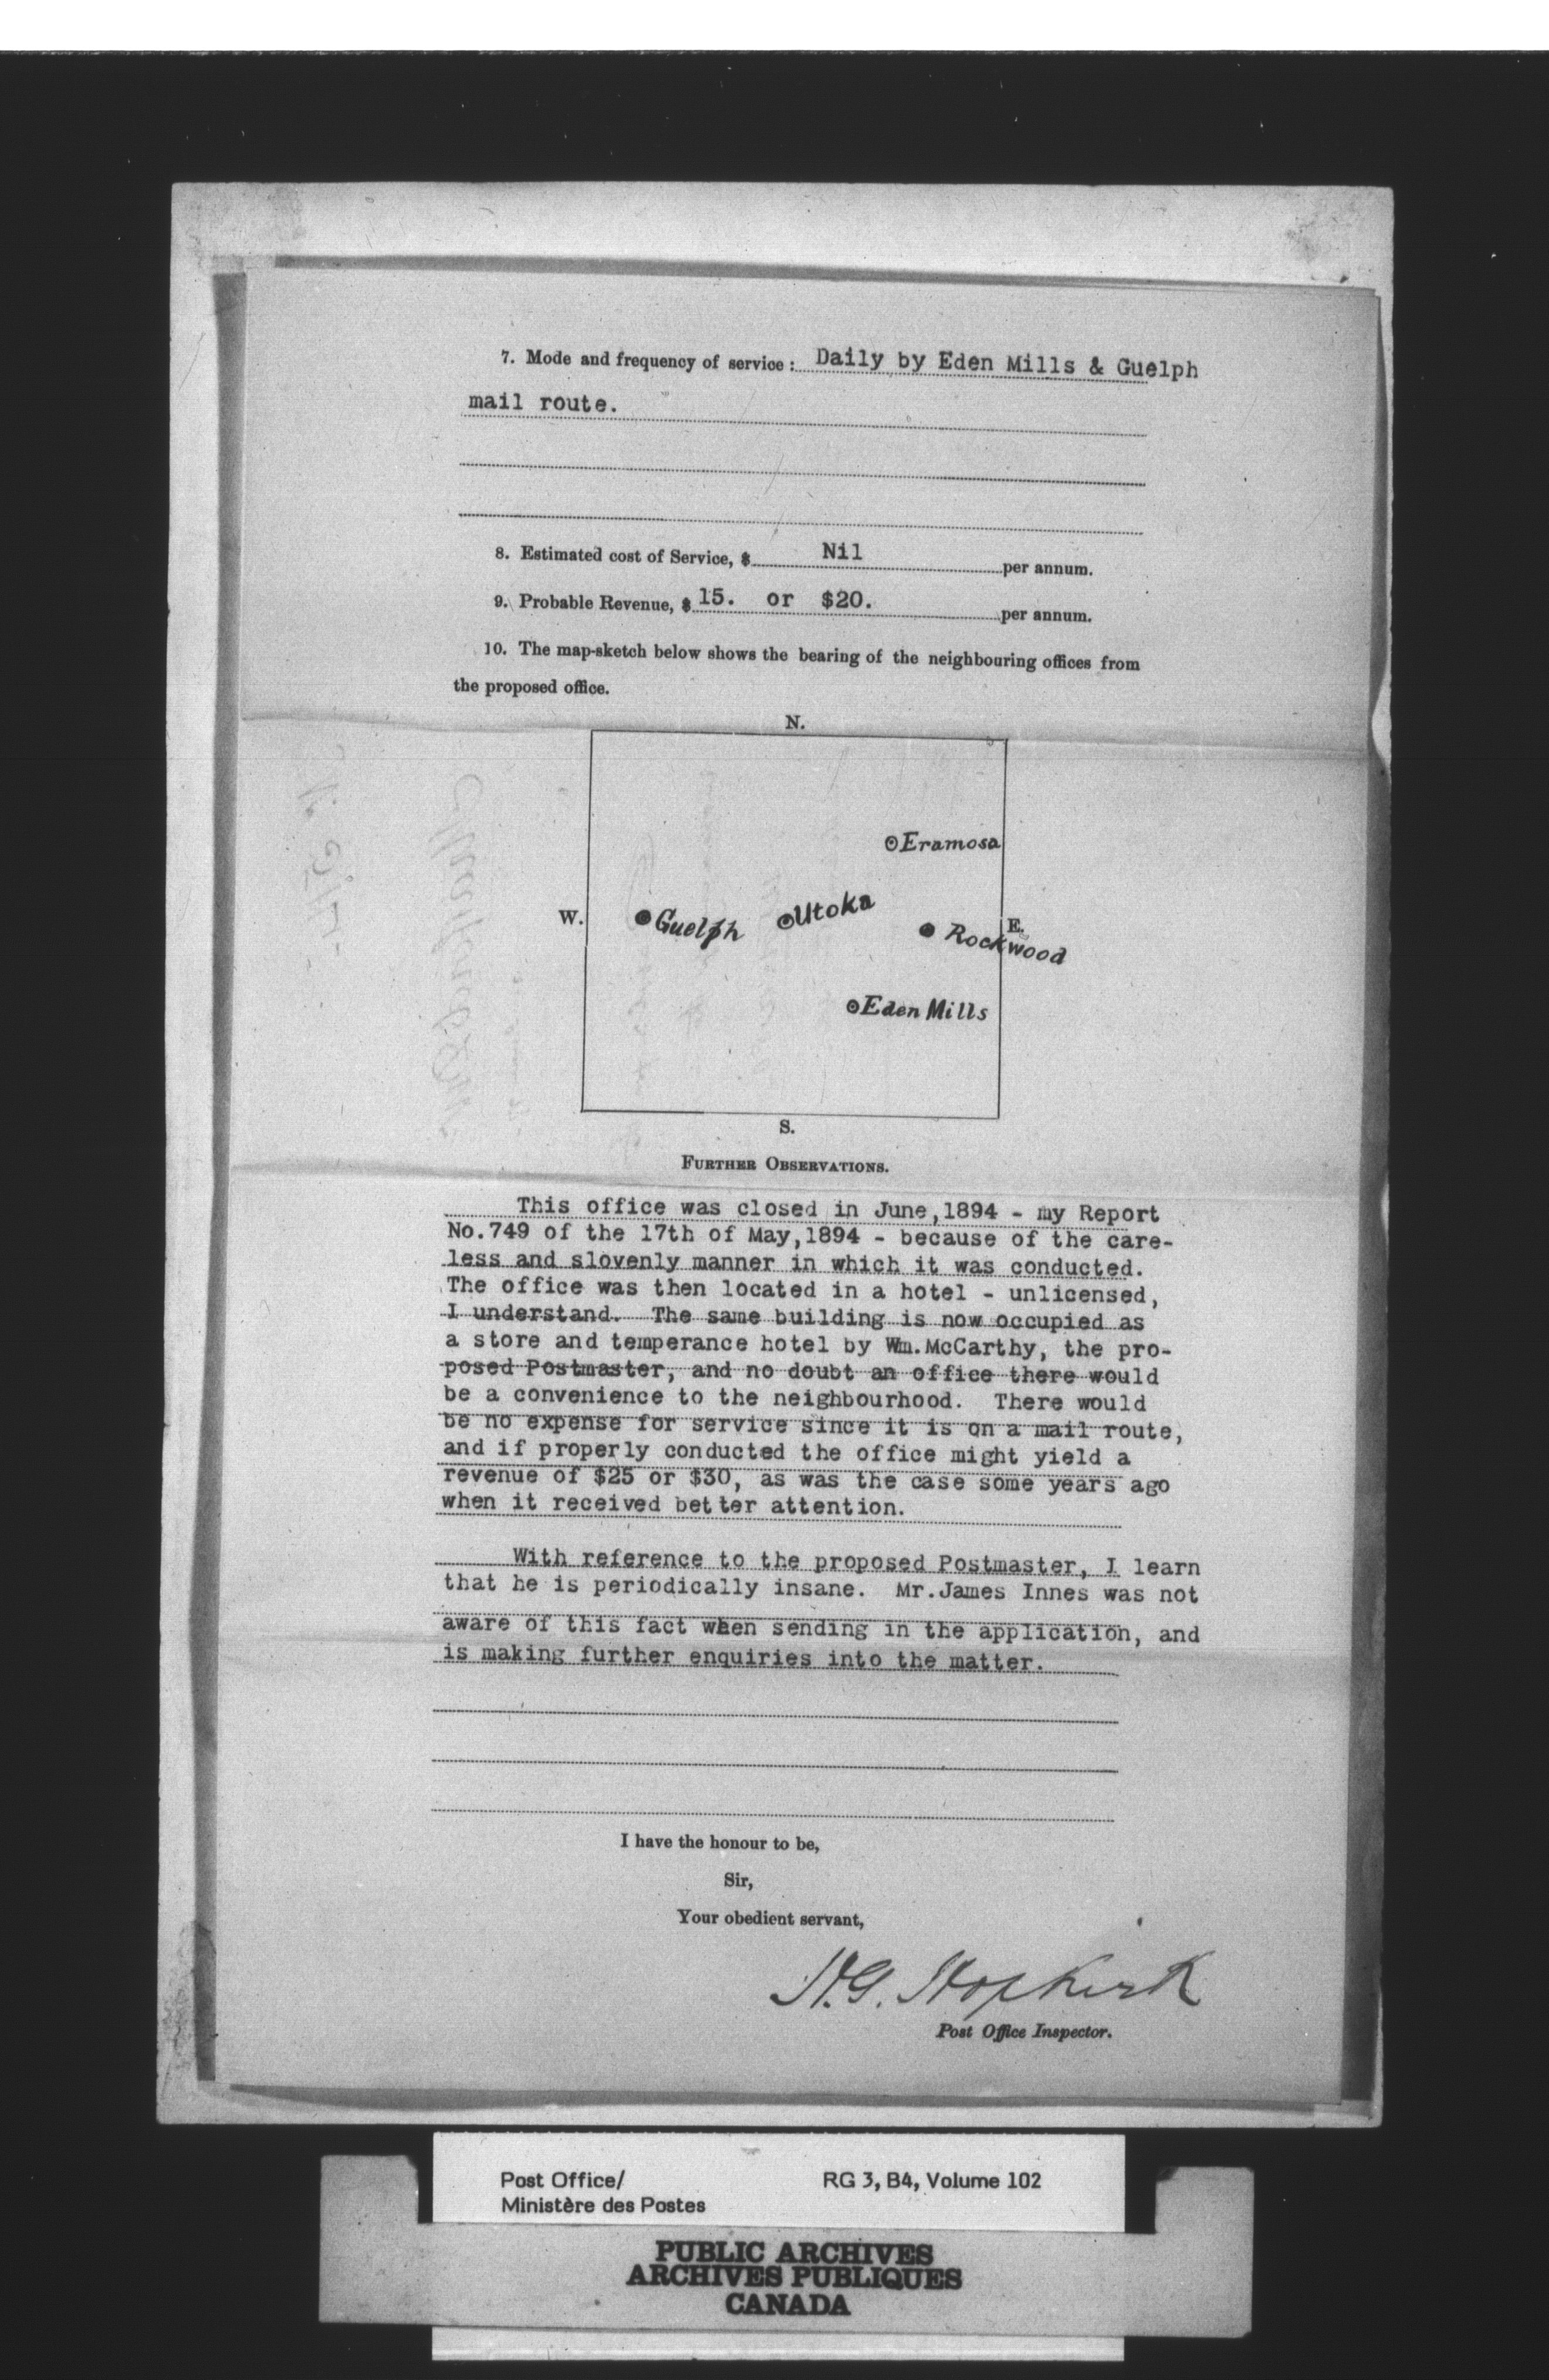 7. Mode and frequency of service: Daily by Eden Mills & Guelph
mail route.
8. Estimated cost of Service, $ Nil per annum.
9. Probable Revenue, $ 15. or $20. per annum.
10. The map-sketch below shows the bearing of the neighbouring offices from
the proposed office.
N.
Eramosa
W.
Guelph
Utoka
Rockwood
E.
Eden Mills
S.
FURTHER OBSERVATIONS.
This office was closed in June,1894 - my Report
No.749 of the 17th of May,1894 - because of the care-
less and slovenly manner in which it was conducted.
The office was then located in a hotel - unlicensed,
I understand. The same building is now occupied as
a store and temperance hotel by Wm.McCarthy, the pro-
posed Postmaster, and no doubt an office there would
be a convenience to the neighbourhood. There would
be no expense for service since it is on a mail route,
and if properly conducted the office might yield a
revenue of $25 or $30, as was the case some years ago
when it received better attention.
With reference to the proposed Postmaster, I learn
that he is periodically insane. Mr.James Innes was not
aware of this fact when sending in the application, and
is making further enquiries into the matter.
I have the honour to be,
Sir,
Your obedient servant,
H.G. Hopkirk
Post Office Inspector.
Post Office/ RG 3, B4, Volume 102
Ministère des Postes
PUBLIC ARCHIVES
ARCHIVES PUBLIQUES
CANADA